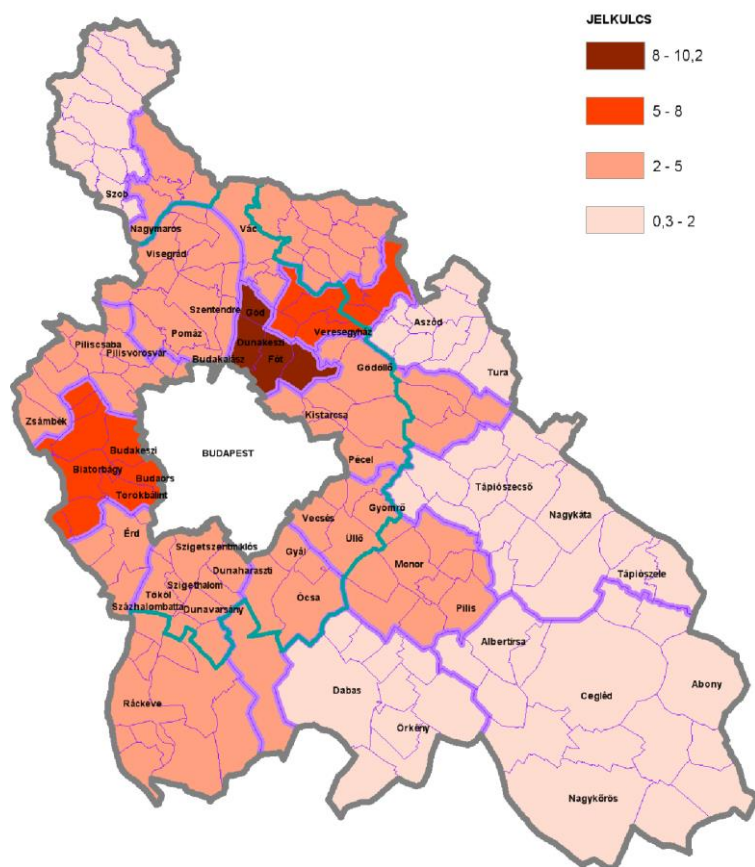 JELKULCS
8 - 10,2
5 - 8
2 - 5
0,3 - 2
Szob
Nagymaros
Vác
Visegrád
Szentendre
Göd
Pomáz
Dunakeszi
Veresegyház
Aszód
Piliscsaba
Pilisvörösvár
Budakalász
Fót
Gödöllő
Tura
Zsámbék
Kistarcsa
Budakeszi
BUDAPEST
Pécel
Biatorbágy
Budaörs
Törökbálint
Tápiószecső
Nagykáta
Gyömrő
Vecsés
Érd
Szigetszentmiklós
Üllő
Gyál
Dunaharaszti
Monor
Tápiószele
Szigethalom
Tököl
Pilis
Százhalombatta
Dunavarsány
Ócsa
Albertirsa
Ráckeve
Dabas
Cegléd
Abony
Örkény
Nagykőrös